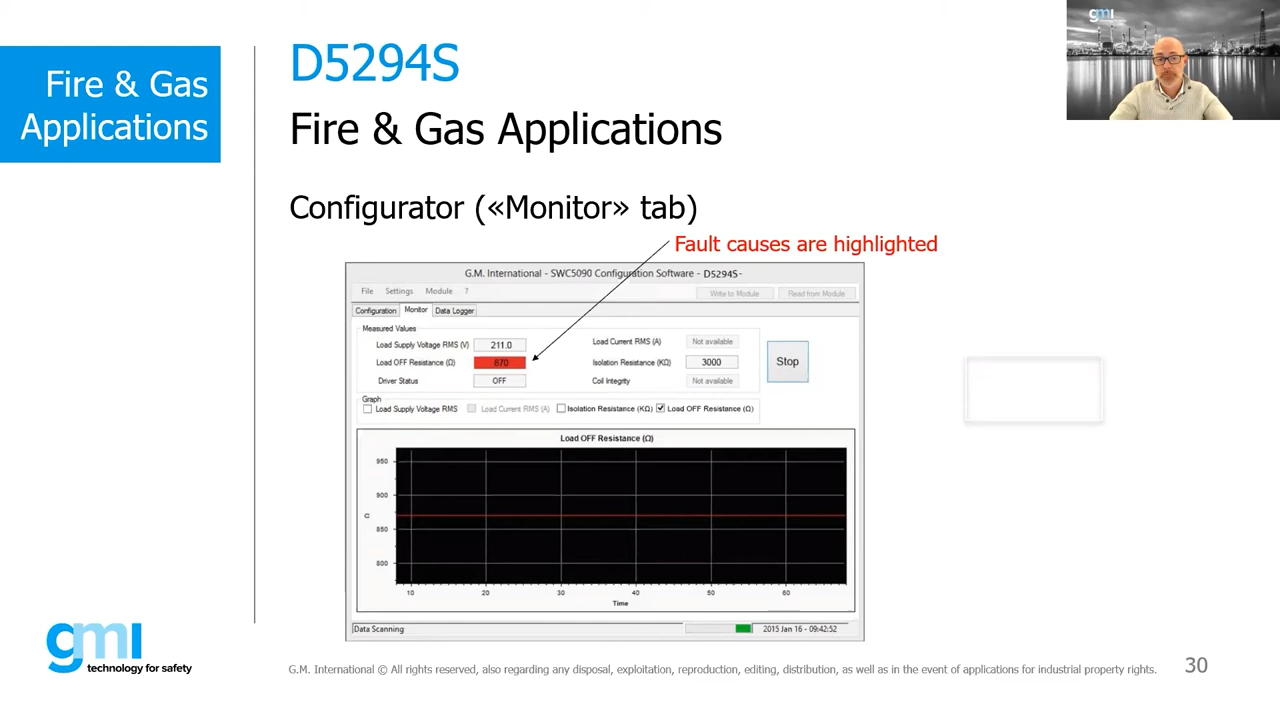 Fire & Gas
Applications
D5294S
Fire & Gas Applications
Configurator («Monitor» tab)
Fault causes are highlighted
G.M. International - SWC5090 Configuration Software - D5294S-
File Settings Module ?
Write to Module Read from Module
Configuration Monitor Data Logger
Measured Values
Load Supply Voltage RMS (V) 211.0 Load Current RMS (A) Not available
Load OFF Resistance (Ω) 870 Isolation Resistance (KΩ) 3000
Driver Status OFF Coil Integrity Not available
Stop
Graph
Load Supply Voltage RMS Load Current RMS (A) Isolation Resistance (KΩ) Load OFF Resistance (Ω)
Load OFF Resistance (Ω)
950
900
850
800
10 20 30 40 50 60
Time
Data Scanning 2015 Jan 16 - 09:42:52
gmi
technology for safety
G.M. International © All rights reserved, also regarding any disposal, exploitation, reproduction, editing, distribution, as well as in the event of applications for industrial property rights.
30
gmi